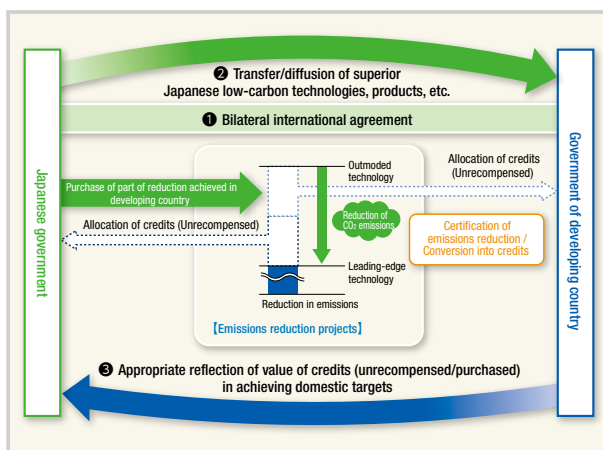 ❷ Transfer/diffusion of superior
Japanese low-carbon technologies, products, etc.
❶ Bilateral international agreement
Japanese government
Government of developing country
Outmoded
technology
Allocation of credits
(Unrecompensed)
Purchase of part of reduction achieved in
developing country
Reduction of
CO₂ emissions
Allocation of credits (Unrecompensed)
Certification of
emissions reduction /
Conversion into credits
Leading-edge
technology
Reduction in emissions
【Emissions reduction projects】
❸ Appropriate reflection of value of credits (unrecompensed/purchased)
in achieving domestic targets